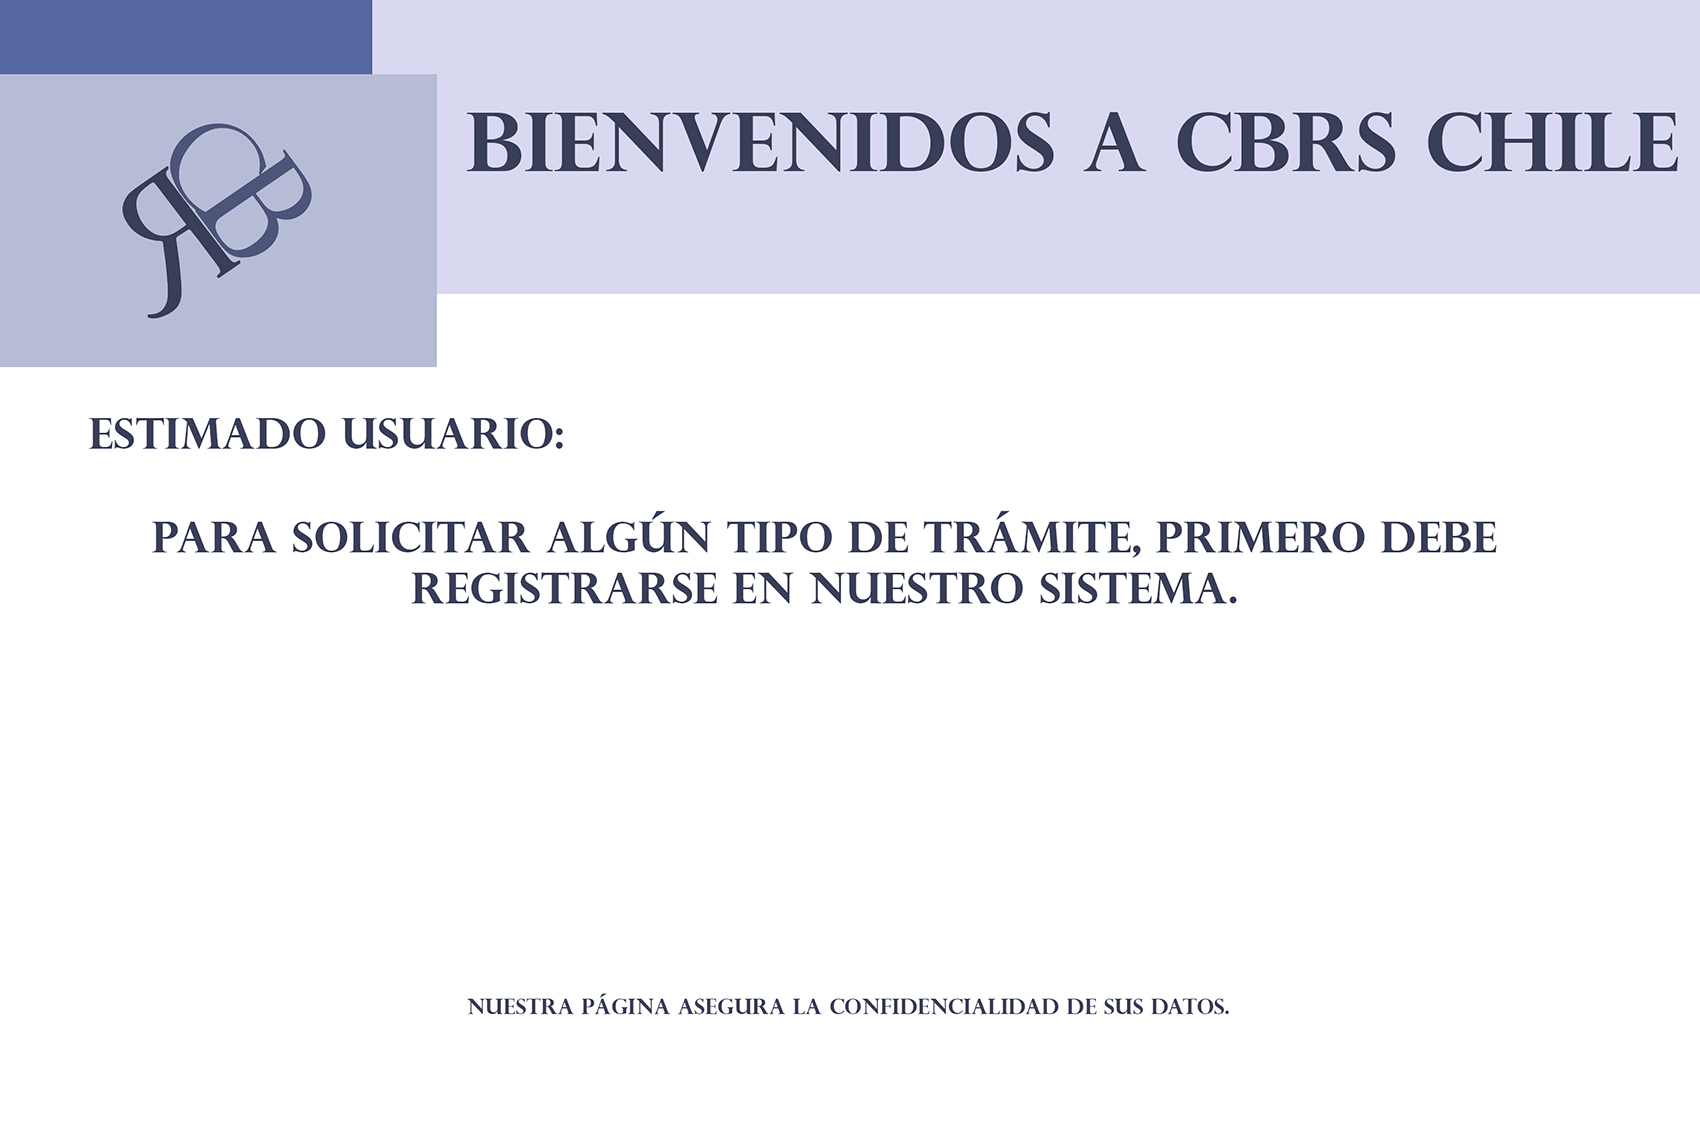 BIENVENIDOS A CBRS CHILE
RB
ESTIMADO USUARIO:
PARA SOLICITAR ALGÚN TIPO DE TRÁMITE, PRIMERO DEBE
REGISTRARSE EN NUESTRO SISTEMA.
NUESTRA PÁGINA ASEGURA LA CONFIDENCIALIDAD DE SUS DATOS.